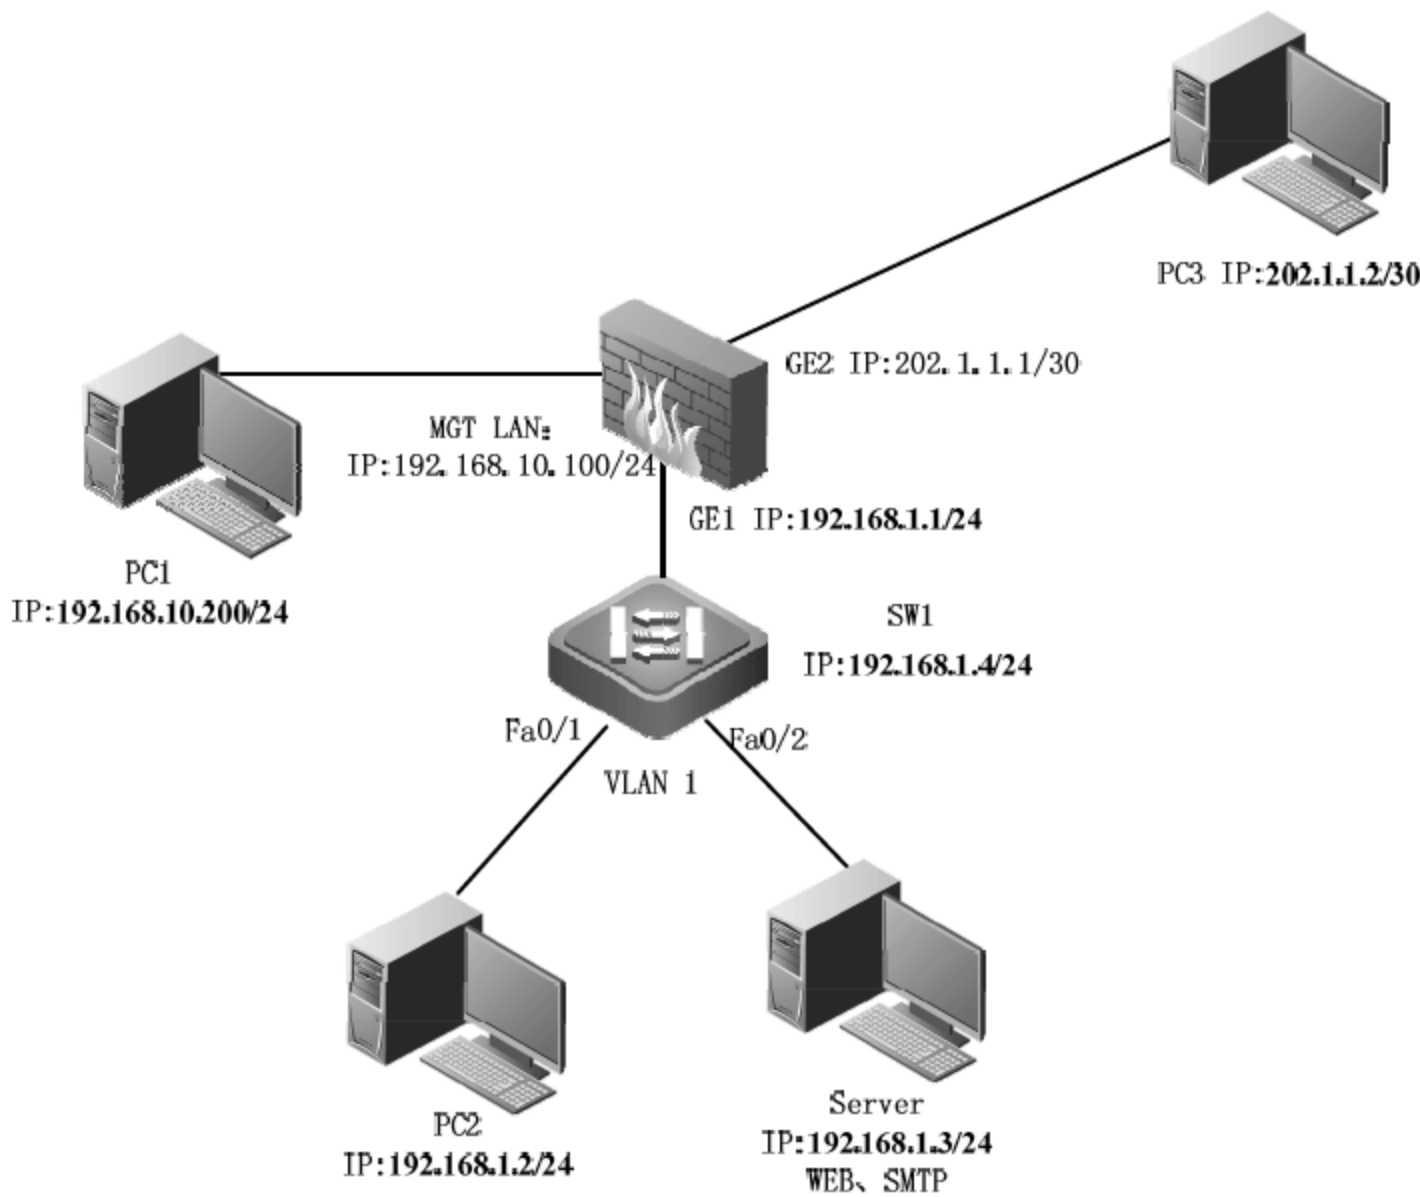 PC3 IP:202.1.1.2/30
GE2 IP:202.1.1.1/30
MGT LAN:
IP:192.168.10.100/24
GE1 IP:192.168.1.1/24
PC1
IP:192.168.10.200/24
SW1
IP:192.168.1.4/24
Fa0/1
Fa0/2
VLAN 1
PC2
IP:192.168.1.2/24
Server
IP:192.168.1.3/24
WEB、SMTP